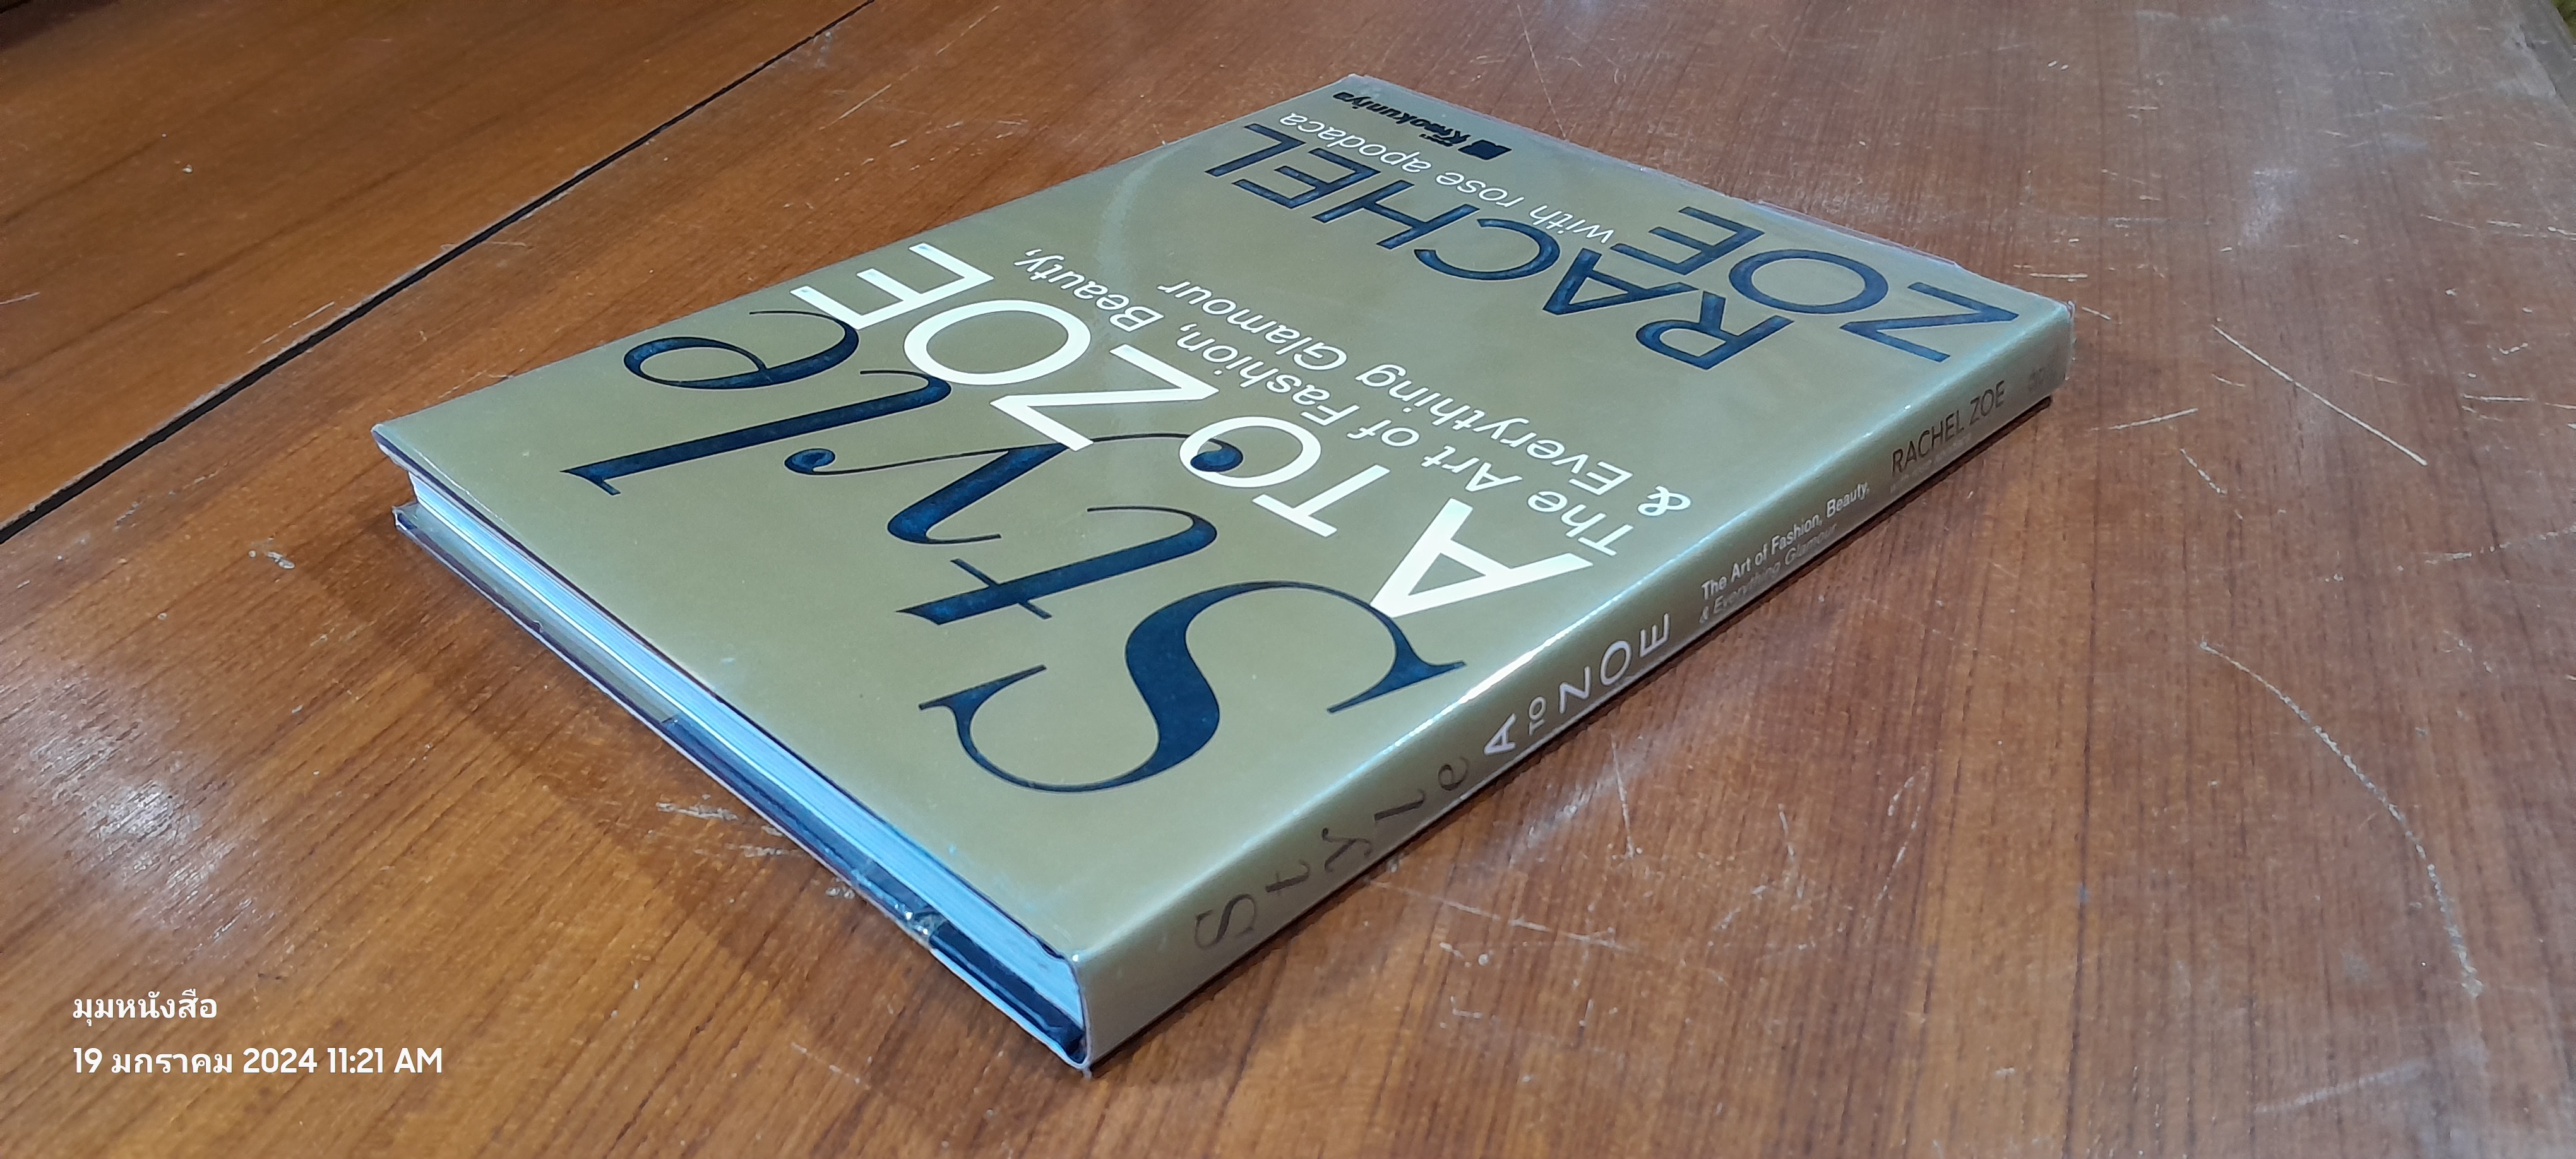 Style
A TO ZOE
The Art of Fashion, Beauty,
& Everything Glamour
RACHEL
ZOE
with rose apodaca
Kinokuniya
Style A TO ZOE
The Art of Fashion, Beauty,
& Everything Glamour
RACHEL ZOE
มุมหนังสือ
19 มกราคม 2024 11:21 AM